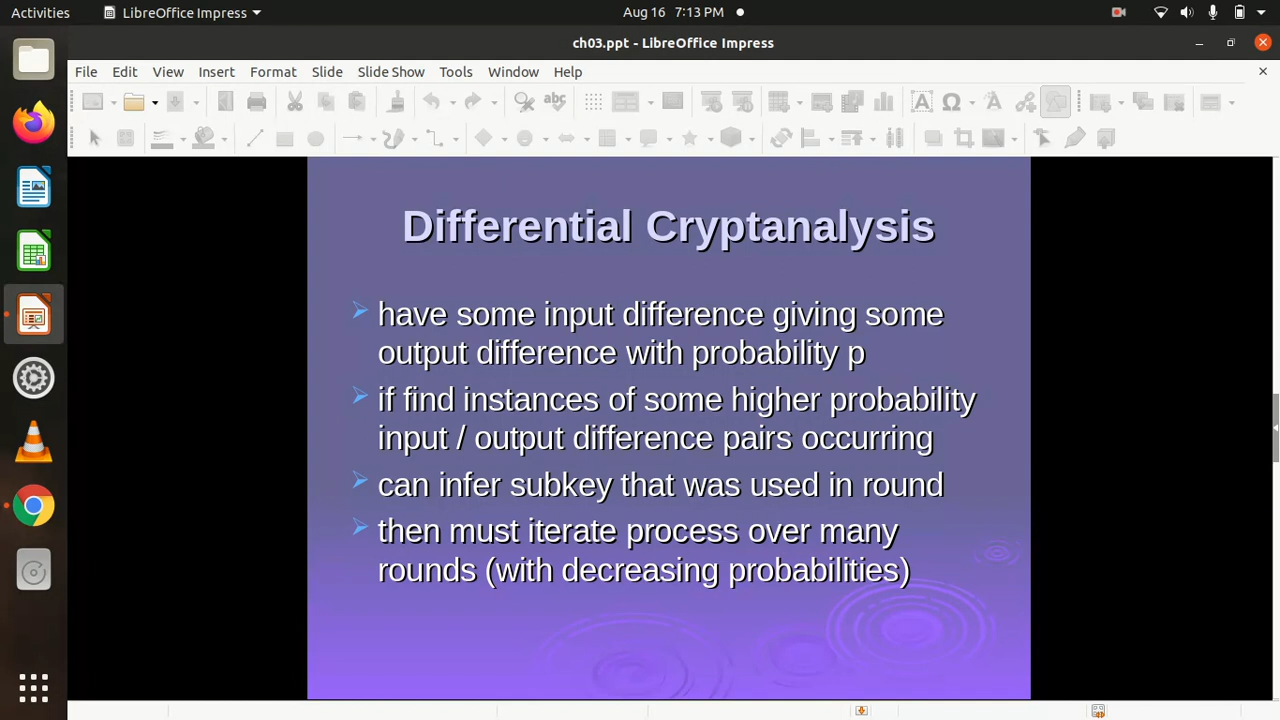 Activities
LibreOffice Impress
Aug 16 7:13 PM
ch03.ppt - LibreOffice Impress
File Edit View Insert Format Slide Slide Show Tools Window Help
abc
Differential Cryptanalysis
have some input difference giving some
output difference with probability p
if find instances of some higher probability
input / output difference pairs occurring
can infer subkey that was used in round
then must iterate process over many
rounds (with decreasing probabilities)